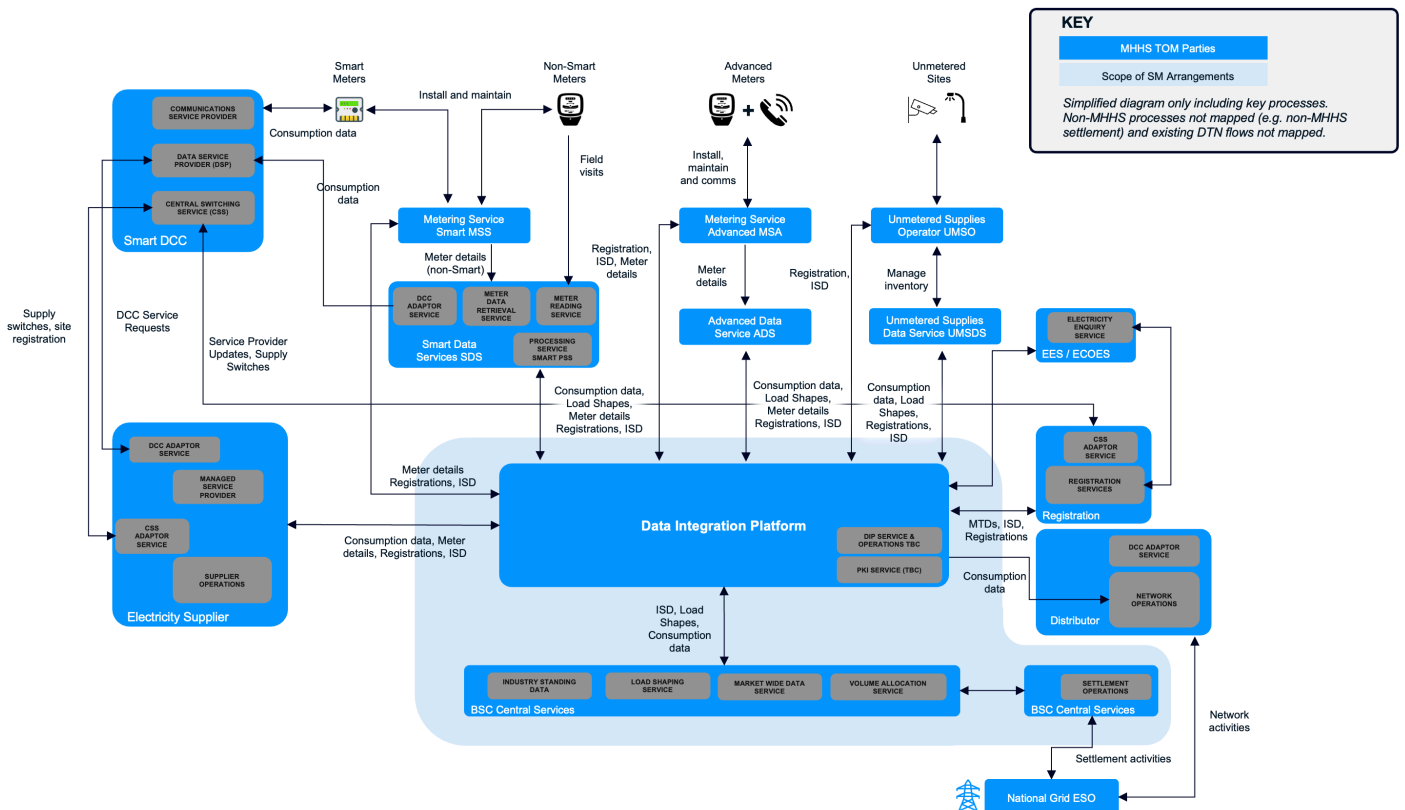 KEY
MHHS TOM Parties
Scope of SM Arrangements
Simplified diagram only including key processes.
Non-MHHS processes not mapped (e.g. non-MHHS
settlement) and existing DTN flows not mapped.
Smart
Meters
Non-Smart
Meters
Advanced
Meters
Unmetered
Sites
Install and maintain
COMMUNICATIONS
SERVICE PROVIDER
Consumption data
DATA SERVICE
PROVIDER (DSP)
CENTRAL SWITCHING
SERVICE (CSS)
Smart DCC
Consumption
data
Field
visits
Install,
maintain
and comms
Metering Service
Smart MSS
Metering Service
Advanced MSA
Unmetered Supplies
Operator UMSO
Meter details
(non-Smart)
Registration,
ISD, Meter
details
Meter
details
Registration,
ISD
Manage
inventory
DCC
ADAPTOR
SERVICE
METER
DATA
RETRIEVAL
SERVICE
METER
READING
SERVICE
PROCESSING
SERVICE
SMART PSS
Smart Data
Services SDS
Advanced Data
Service ADS
Unmetered Supplies
Data Service UMSDS
ELECTRICITY
ENQUIRY
SERVICE
EES / ECOES
Supply
switches, site
registration
DCC Service
Requests
Service Provider
Updates, Supply
Switches
Consumption data,
Load Shapes,
Meter details
Registrations, ISD
Consumption data,
Load Shapes,
Meter details
Registrations, ISD
Consumption
data, Load
Shapes,
Registrations,
ISD
DCC ADAPTOR
SERVICE
MANAGED
SERVICE
PROVIDER
CSS
ADAPTOR
SERVICE
SUPPLIER
OPERATIONS
Electricity Supplier
Meter details
Registrations, ISD
Consumption data, Meter
details, Registrations, ISD
Data Integration Platform
DIP SERVICE &
OPERATIONS TBC
PKI SERVICE (TBC)
CSS
ADAPTOR
SERVICE
REGISTRATION
SERVICES
Registration
MTDs, ISD,
Registrations
Consumption
data
DCC ADAPTOR
SERVICE
NETWORK
OPERATIONS
Distributor
ISD, Load
Shapes,
Consumption
data
INDUSTRY STANDING
DATA
LOAD SHAPING
SERVICE
MARKET WIDE DATA
SERVICE
VOLUME ALLOCATION
SERVICE
BSC Central Services
SETTLEMENT
OPERATIONS
BSC Central Services
Network
activities
Settlement activities
National Grid ESO